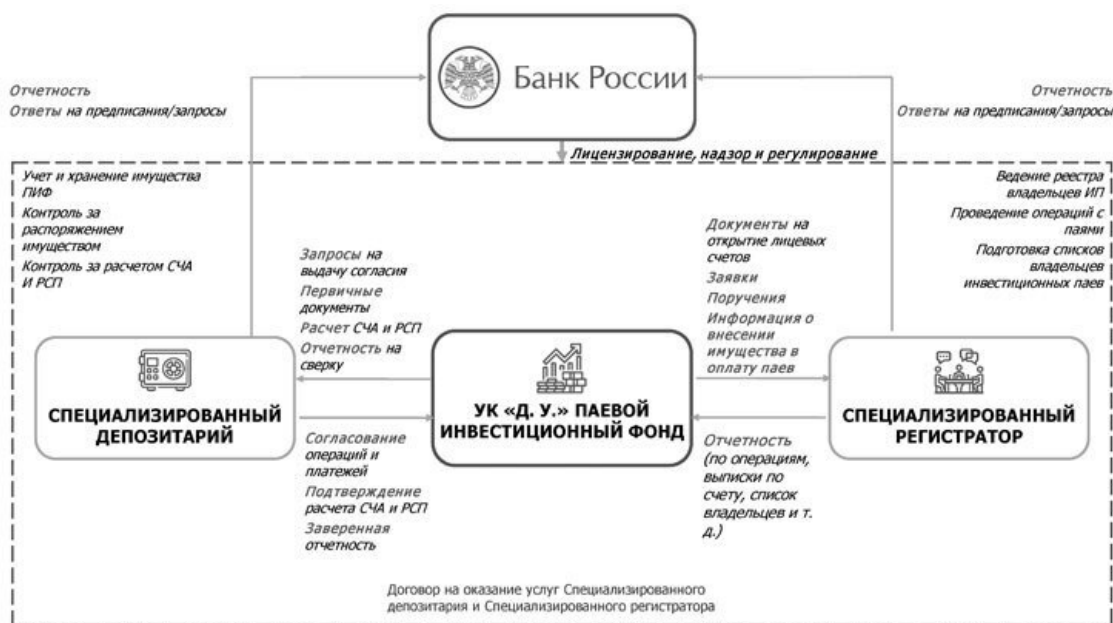 Банк России
Отчетность
Ответы на предписания/запросы
Отчетность
Ответы на предписания/запросы
Лицензирование, надзор и регулирование
Учет и хранение имущества
ПИФ
Контроль за
распоряжением
имуществом
Контроль за расчетом СЧА
И РСП
Запросы на
выдачу согласия
Первичные
документы
Расчет СЧА и РСП
Отчетность на
сверку
Документы на
открытие лицевых
счетов
Заявки
Поручения
Информация о
внесении
имущества в
оплату паев
Ведение реестра
владельцев ИП
Проведение операций с
паями
Подготовка списков
владельцев
инвестиционных паев
СПЕЦИАЛИЗИРОВАННЫЙ
ДЕПОЗИТАРИЙ
УК «Д. У.» ПАЕВОЙ
ИНВЕСТИЦИОННЫЙ ФОНД
СПЕЦИАЛИЗИРОВАННЫЙ
РЕГИСТРАТОР
Согласование
операций и
платежей
Подтверждение
расчета СЧА и РСП
Заверенная
отчетность
Отчетность
(по операциям,
выписки по
счету, список
владельцев и т.
д.)
Договор на оказание услуг Специализированного
депозитария и Специализированного регистратора